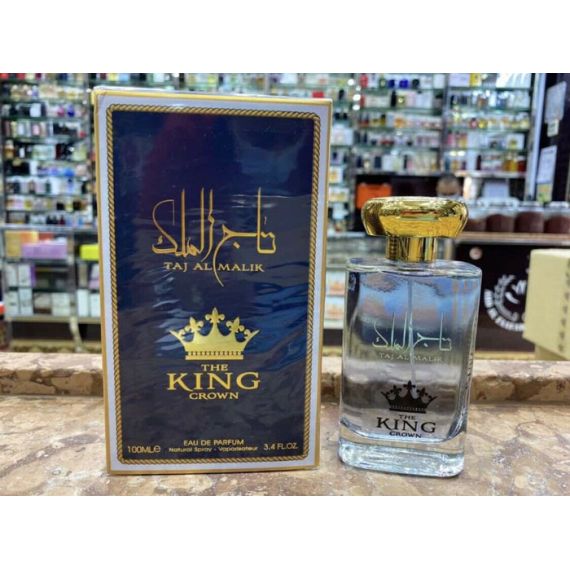 تاج الملك
TAJ AL MALIK
THE
KING
CROWN
EAU DE PARFUM
100ML℮ Natural Spray - Vaporisateur 3.4 FL.OZ.
تاج الملك
TAJ AL MALIK
THE
KING
CROWN